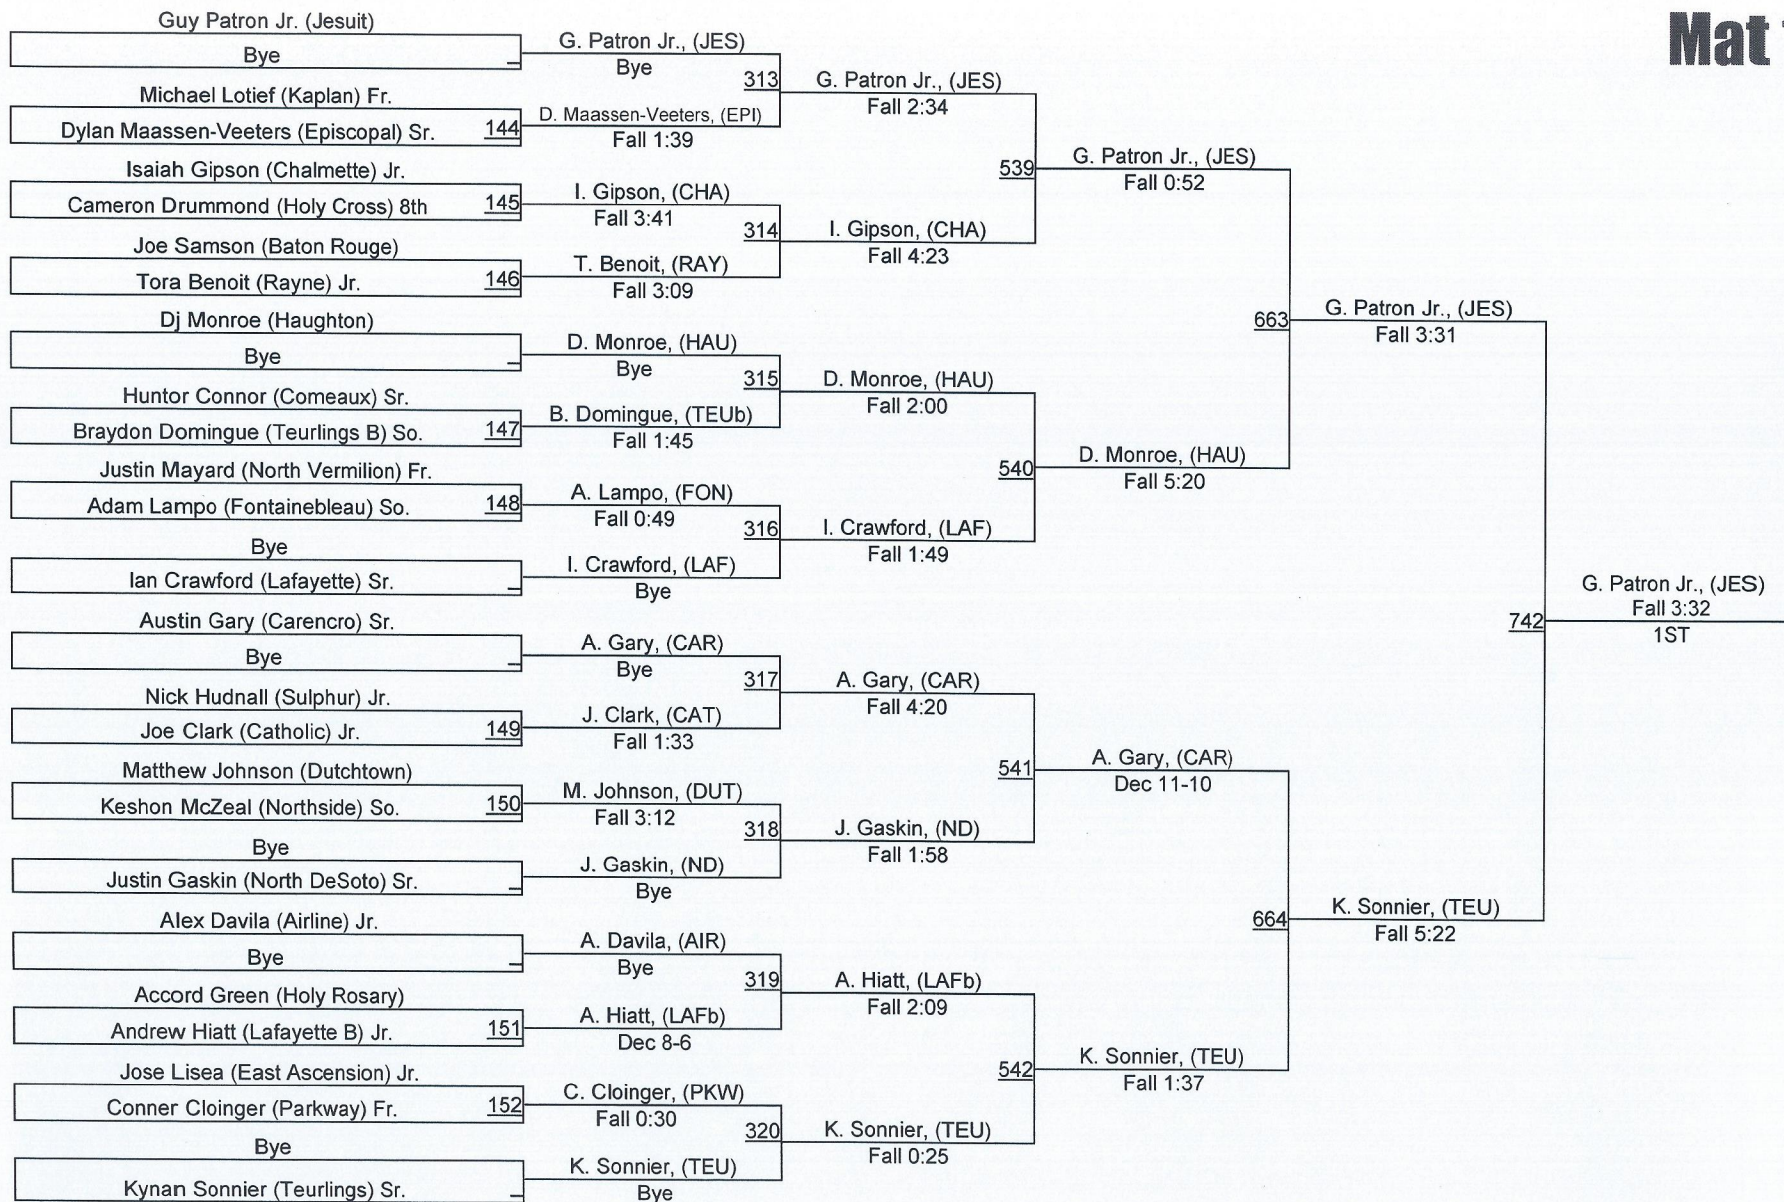 Mat
Guy Patron Jr. (Jesuit)
Bye _
Michael Lotief (Kaplan) Fr.
Dylan Maassen-Veeters (Episcopal) Sr. 144
Isaiah Gipson (Chalmette) Jr.
Cameron Drummond (Holy Cross) 8th 145
Joe Samson (Baton Rouge)
Tora Benoit (Rayne) Jr. 146
Dj Monroe (Haughton)
Bye _
Huntor Connor (Comeaux) Sr.
Braydon Domingue (Teurlings B) So. 147
Justin Mayard (North Vermilion) Fr.
Adam Lampo (Fontainebleau) So. 148
Bye
Ian Crawford (Lafayette) Sr. _
Austin Gary (Carencro) Sr.
Bye _
Nick Hudnall (Sulphur) Jr.
Joe Clark (Catholic) Jr. 149
Matthew Johnson (Dutchtown)
Keshon McZeal (Northside) So. 150
Bye
Justin Gaskin (North DeSoto) Sr. _
Alex Davila (Airline) Jr.
Bye _
Accord Green (Holy Rosary)
Andrew Hiatt (Lafayette B) Jr. 151
Jose Lisea (East Ascension) Jr.
Conner Cloinger (Parkway) Fr. 152
Bye
Kynan Sonnier (Teurlings) Sr. _
G. Patron Jr., (JES)
Bye
313
D. Maassen-Veeters, (EPI)
Fall 1:39
I. Gipson, (CHA)
Fall 3:41
314
T. Benoit, (RAY)
Fall 3:09
D. Monroe, (HAU)
Bye
315
B. Domingue, (TEUb)
Fall 1:45
A. Lampo, (FON)
Fall 0:49
316
I. Crawford, (LAF)
Bye
A. Gary, (CAR)
Bye
317
J. Clark, (CAT)
Fall 1:33
M. Johnson, (DUT)
Fall 3:12
318
J. Gaskin, (ND)
Bye
A. Davila, (AIR)
Bye
319
A. Hiatt, (LAFb)
Dec 8-6
C. Cloinger, (PKW)
Fall 0:30
320
K. Sonnier, (TEU)
Bye
G. Patron Jr., (JES)
Fall 2:34
539
I. Gipson, (CHA)
Fall 4:23
D. Monroe, (HAU)
Fall 2:00
540
I. Crawford, (LAF)
Fall 1:49
A. Gary, (CAR)
Fall 4:20
541
J. Gaskin, (ND)
Fall 1:58
A. Hiatt, (LAFb)
Fall 2:09
542
K. Sonnier, (TEU)
Fall 0:25
G. Patron Jr., (JES)
Fall 0:52
663
D. Monroe, (HAU)
Fall 5:20
A. Gary, (CAR)
Dec 11-10
664
K. Sonnier, (TEU)
Fall 1:37
G. Patron Jr., (JES)
Fall 3:31
742
K. Sonnier, (TEU)
Fall 5:22
G. Patron Jr., (JES)
Fall 3:32
1ST